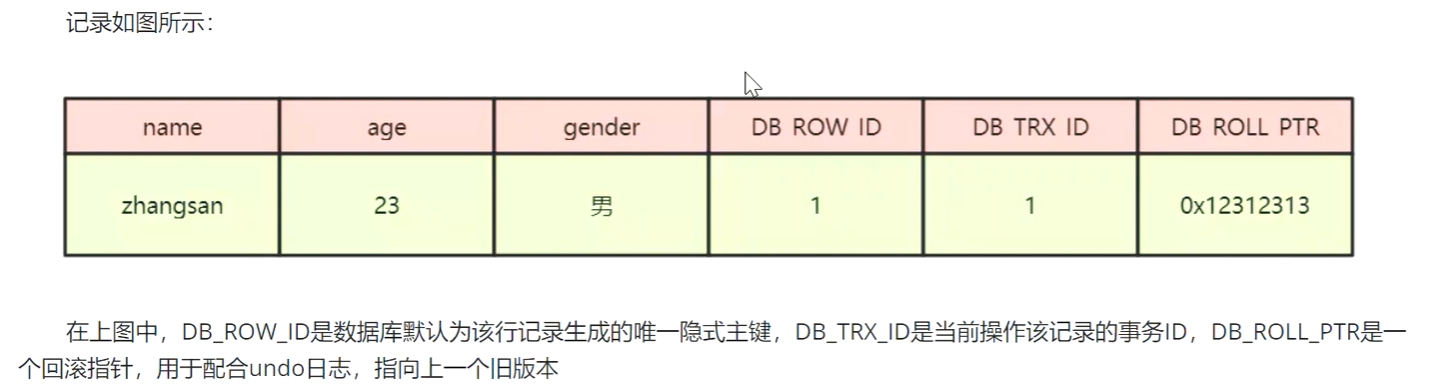 记录如图所示：
name age gender DB ROW ID DB TRX ID DB ROLL PTR
zhangsan 23 男 1 1 0x12312313
在上图中，DB_ROW_ID是数据库默认为该行记录生成的唯一隐式主键，DB_TRX_ID是当前操作该记录的事务ID，DB_ROLL_PTR是一
个回滚指针，用于配合undo日志，指向上一个旧版本